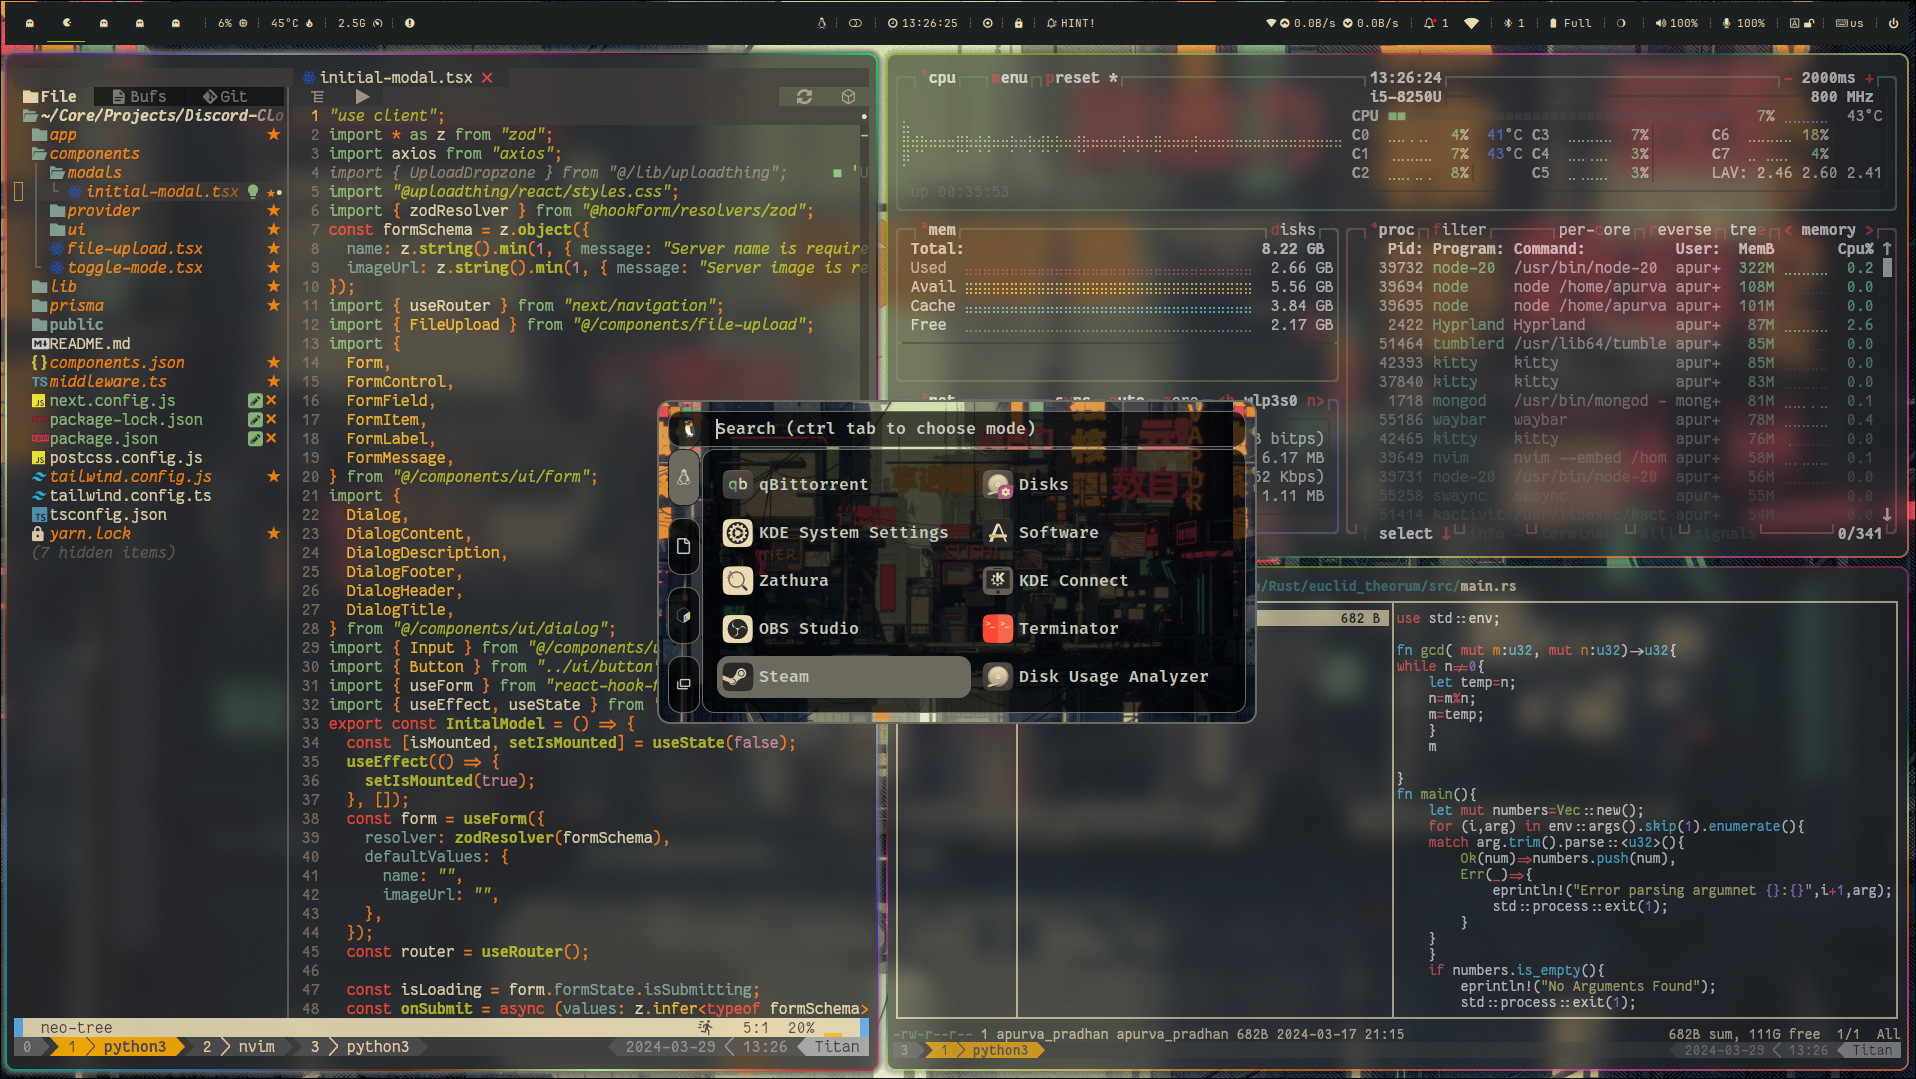 6%
45°C
2.5G
13:26:25
HINT!
0.0B/s
0.0B/s
1
1
Full
100%
100%
us
initial-modal.tsx
File
Bufs
Git
~/Core/Projects/Discord-Clo
app
components
modals
initial-modal.tsx
provider
ui
file-upload.tsx
toggle-mode.tsx
lib
prisma
public
README.md
components.json
middleware.ts
next.config.js
package-lock.json
package.json
postcss.config.js
tailwind.config.js
tailwind.config.ts
tsconfig.json
yarn.lock
(7 hidden items)
1 "use client";
2 import * as z from "zod";
3 import axios from "axios";
4 import { UploadDropzone } from "@/lib/uploadthing"; ■ 'U
5 import "@uploadthing/react/styles.css";
6 import { zodResolver } from "@hookform/resolvers/zod";
7 const formSchema = z.object({
8 name: z.string().min(1, { message: "Server name is require
9 imageUrl: z.string().min(1, { message: "Server image is re
10 });
11 import { useRouter } from "next/navigation";
12 import { FileUpload } from "@/components/file-upload";
13 import {
14 Form,
15 FormControl,
16 FormField,
17 FormItem,
18 FormLabel,
19 FormMessage,
20 } from "@/components/ui/form";
21 import {
22 Dialog,
23 DialogContent,
24 DialogDescription,
25 DialogFooter,
26 DialogHeader,
27 DialogTitle,
28 } from "@/components/ui/dialog";
29 import { Input } from "@/components/u
30 import { Button } from "../ui/button"
31 import { useForm } from "react-hook-f
32 import { useEffect, useState } from "
33 export const InitalModel = () => {
34 const [isMounted, setIsMounted] = useState(false);
35 useEffect(() => {
36 setIsMounted(true);
37 }, []);
38 const form = useForm({
39 resolver: zodResolver(formSchema),
40 defaultValues: {
41 name: "",
42 imageUrl: "",
43 },
44 });
45 const router = useRouter();
46
47 const isLoading = form.formState.isSubmitting;
48 const onSubmit = async (values: z.infer<typeof formSchema>
neo-tree 5:1 20%
0 1 python3 2 nvim 3 python3 2024-03-29 13:26 Titan
cpu menu preset * 13:26:24 - 2000ms +
i5-8250U 800 MHz
CPU 7% 43°C
C0 4% 41°C C3 7% C6 18%
C1 7% 43°C C4 3% C7 4%
C2 8% C5 3% LAV: 2.46 2.60 2.41
up 00:35:53
mem disks
Total: 8.22 GB
Used 2.66 GB
Avail 5.56 GB
Cache 3.84 GB
Free 2.17 GB
proc filter per-core reverse tree < memory >
Pid: Program: Command: User: MemB Cpu% ↑
39732 node-20 /usr/bin/node-20 apur+ 322M 0.2
39694 node node /home/apurva apur+ 108M 0.0
39695 node node /home/apurva apur+ 101M 0.0
2422 Hyprland Hyprland apur+ 87M 2.6
51464 tumblerd /usr/lib64/tumble apur+ 85M 0.0
42393 kitty kitty apur+ 85M 0.0
37840 kitty kitty apur+ 83M 0.0
1718 mongod /usr/bin/mongod - mong+ 81M 0.1
55186 waybar waybar apur+ 78M 0.4
42465 kitty kitty apur+ 76M 0.0
39649 nvim nvim --embed /hom apur+ 58M 0.1
39731 node-20 /usr/bin/node-20 apur+ 56M 0.0
55258 swaync swaync apur+ 55M 0.0
51414 kactivit /usr/libexec/kact apur+ 54M 0.0
↑ select ↓ info terminate kill signals 0/341
net sync auto zero <b wlp3s0 n>
bitps)
6.17 MB
62 Kbps)
1.11 MB
Search (ctrl tab to choose mode)
qb qBittorrent
Disks
KDE System Settings
Software
Zathura
KDE Connect
OBS Studio
Terminator
Steam
Disk Usage Analyzer
e/Rust/euclid_theorum/src/main.rs
682 B
use std::env;
fn gcd( mut m:u32, mut n:u32)->u32{
while n≠0{
let temp=n;
n=m%n;
m=temp;
}
m
}
fn main(){
let mut numbers=Vec::new();
for (i,arg) in env::args().skip(1).enumerate(){
match arg.trim().parse::<u32>(){
Ok(num)=>numbers.push(num),
Err(_)=>{
eprintln!("Error parsing argumnet {}:{}",i+1,arg);
std::process::exit(1);
}
}
}
if numbers.is_empty(){
eprintln!("No Arguments Found");
std::process::exit(1);
-rw-r--r-- 1 apurva_pradhan apurva_pradhan 682B 2024-03-17 21:15 682B sum, 111G free 1/1 All
3 1 python3 2024-03-29 13:26 Titan